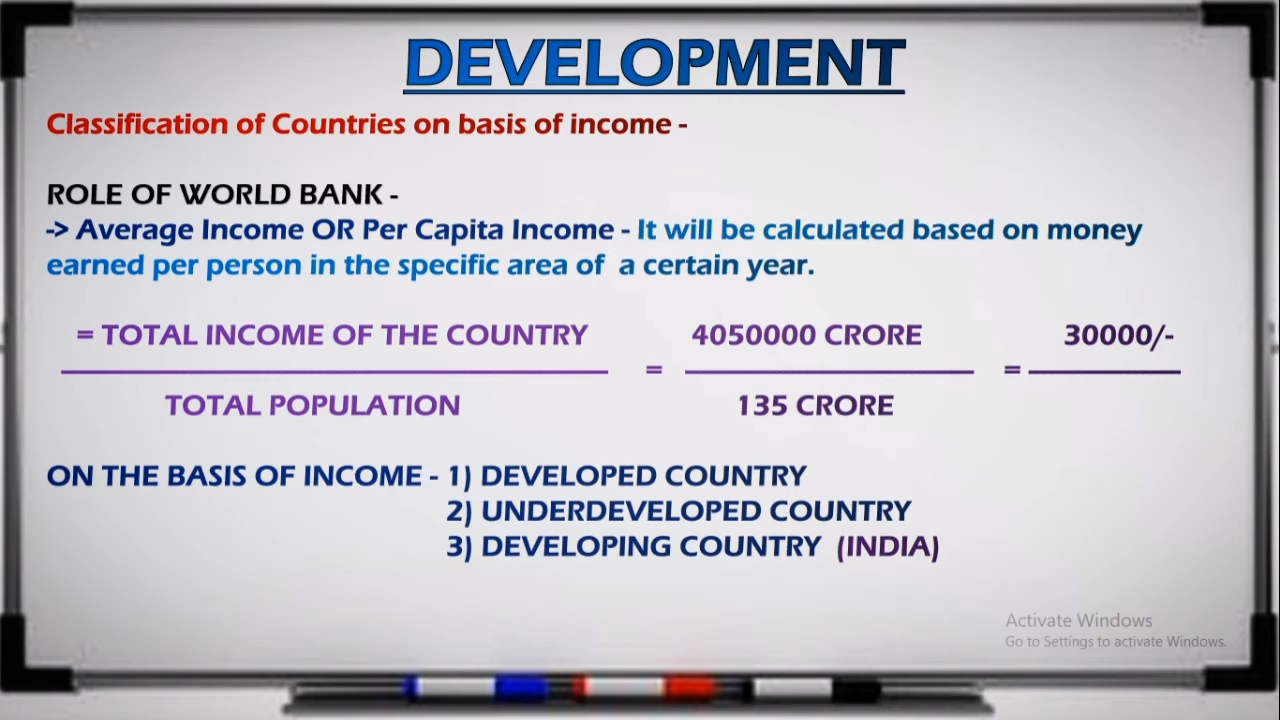 DEVELOPMENT
Classification of Countries on basis of income -
ROLE OF WORLD BANK -
-> Average Income OR Per Capita Income - It will be calculated based on money
earned per person in the specific area of a certain year.
= TOTAL INCOME OF THE COUNTRY 4050000 CRORE 30000/-
= =
TOTAL POPULATION 135 CRORE
ON THE BASIS OF INCOME - 1) DEVELOPED COUNTRY
2) UNDERDEVELOPED COUNTRY
3) DEVELOPING COUNTRY (INDIA)
Activate Windows
Go to Settings to activate Windows.